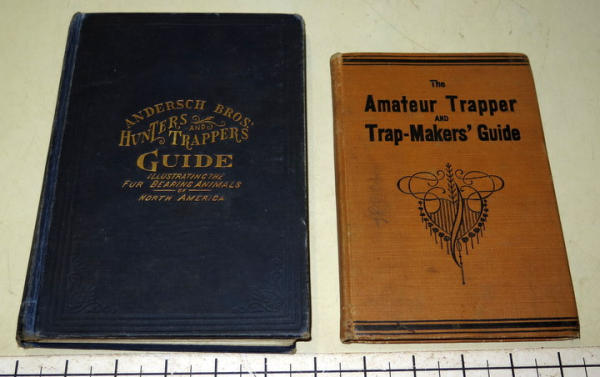 ANDERSCH BROS'
HUNTERS AND TRAPPERS
GUIDE
ILLUSTRATING THE
FUR BEARING ANIMALS
OF
NORTH AMERICA
The
Amateur Trapper
AND
Trap-Makers' Guide